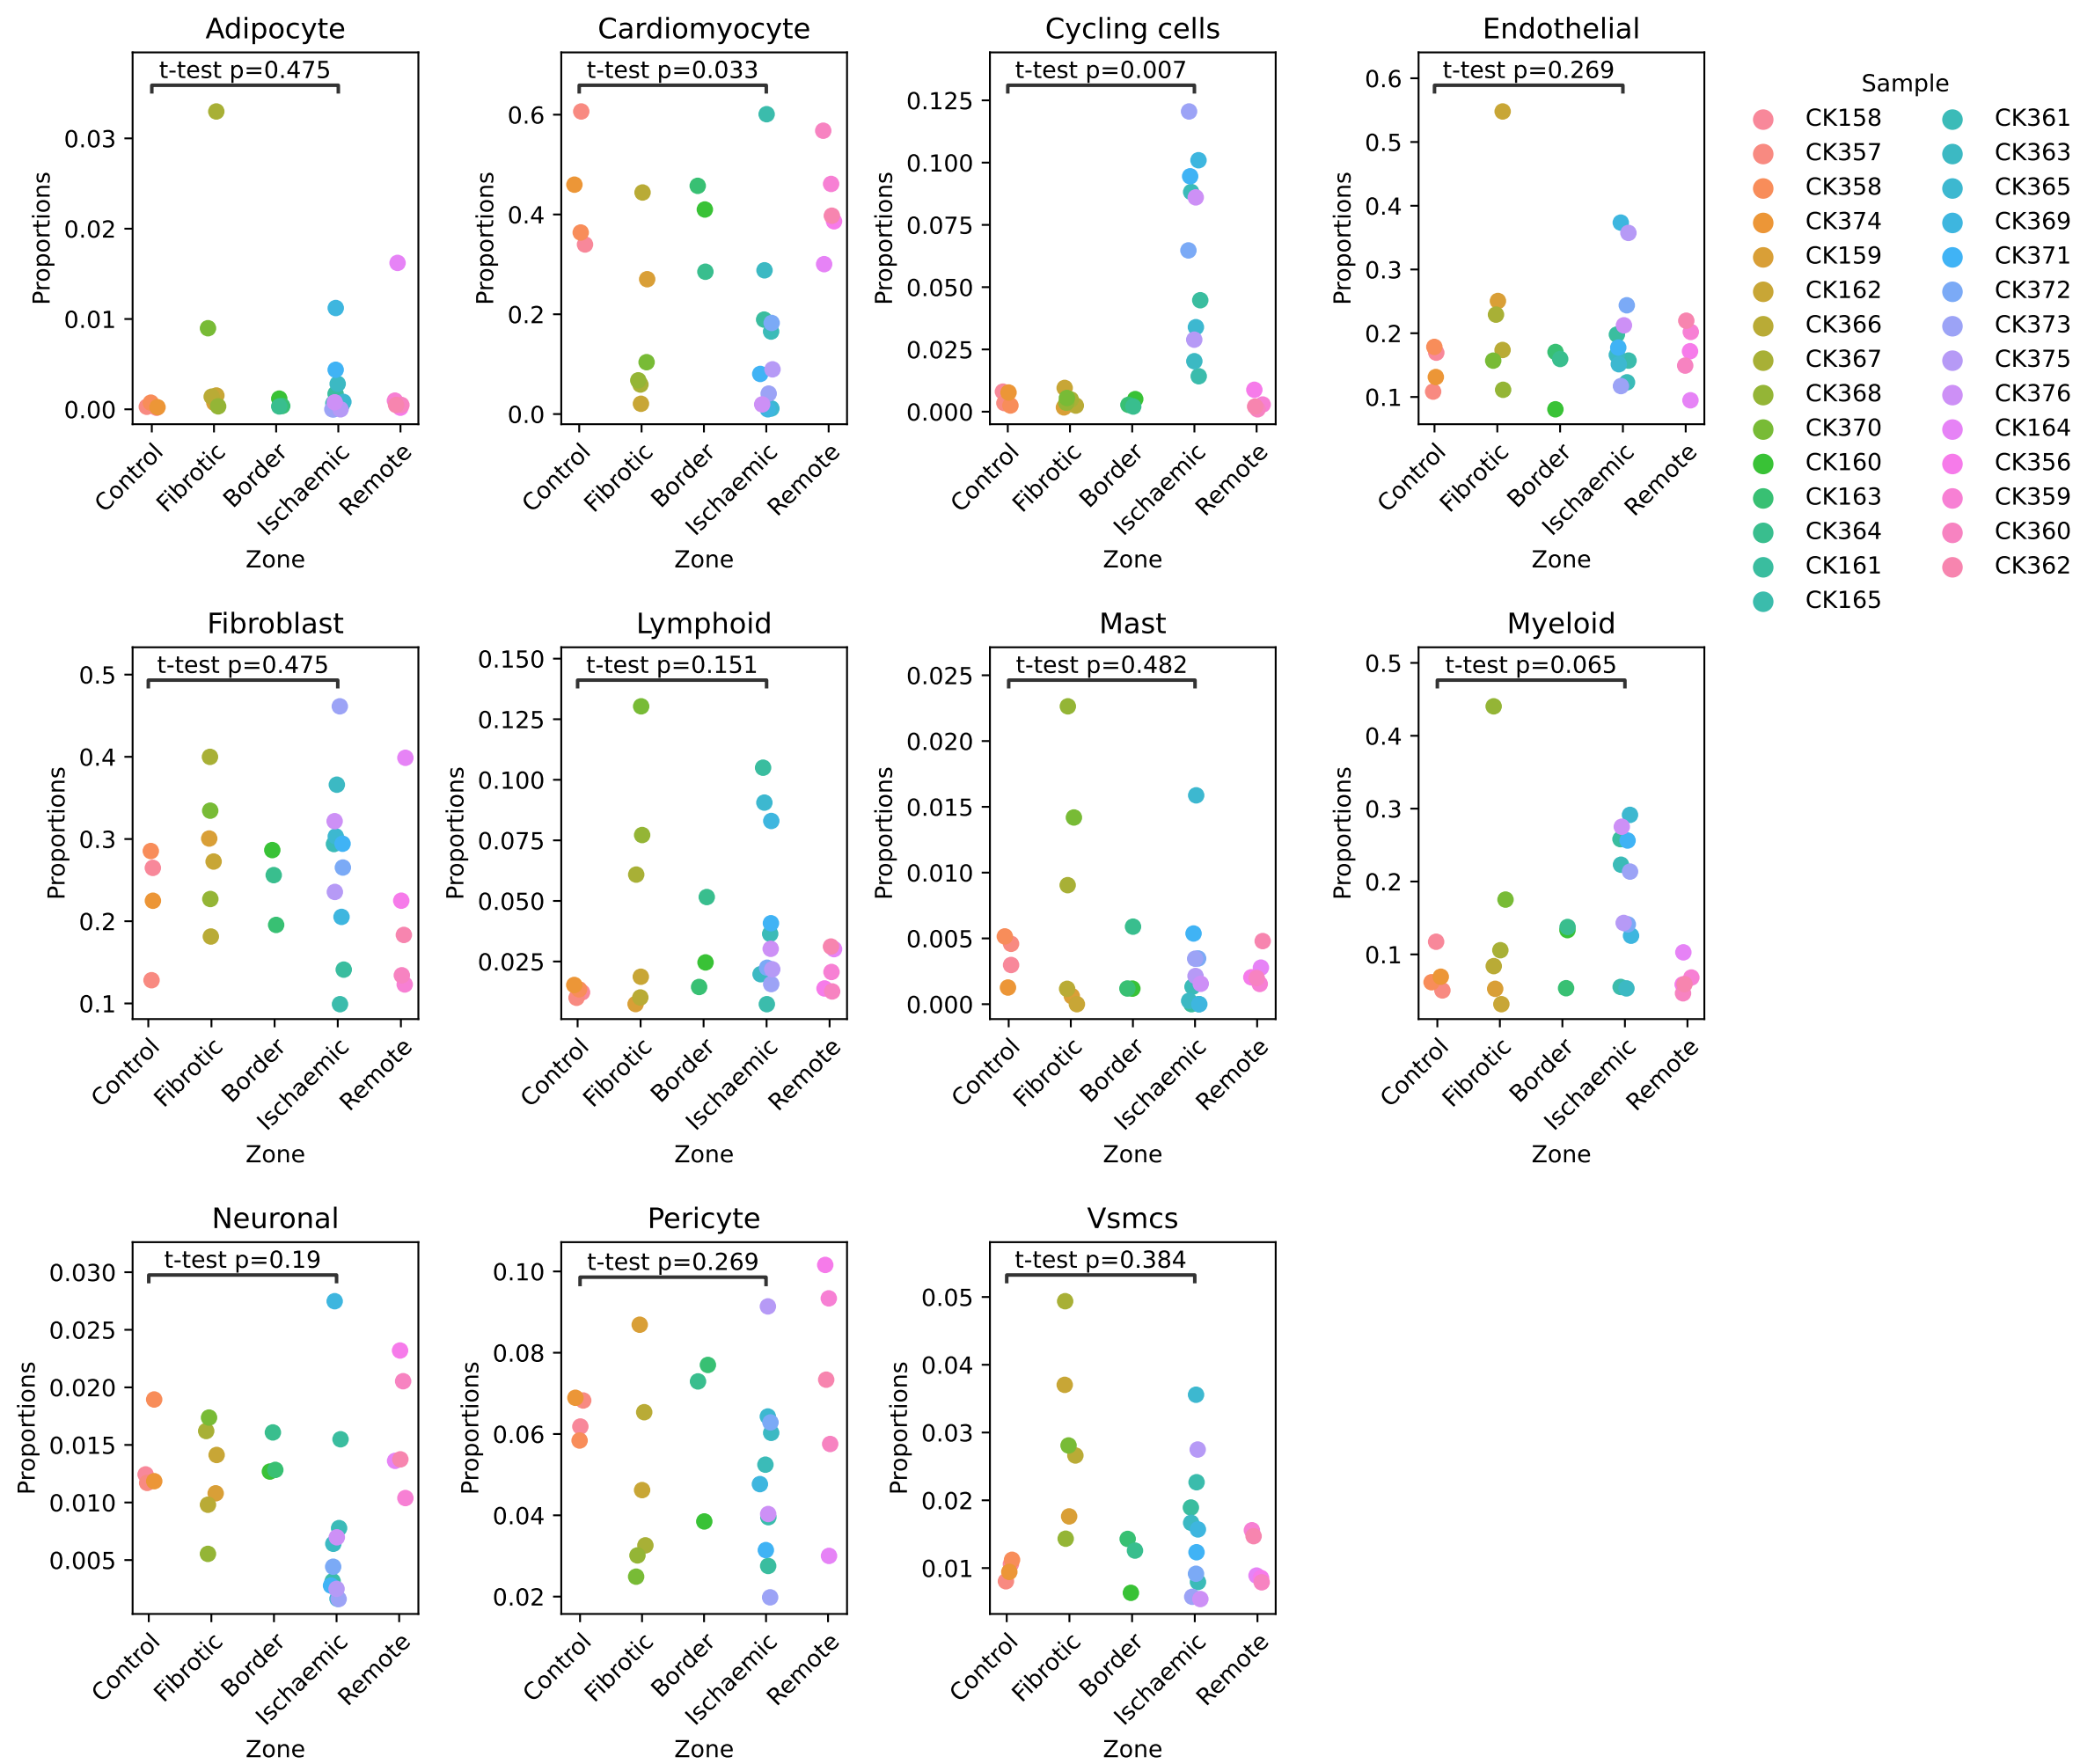 Adipocyte
t-test p=0.475
Proportions
0.03
0.02
0.01
0.00
Control
Fibrotic
Border
Ischaemic
Remote
Zone
Cardiomyocyte
t-test p=0.033
Proportions
0.6
0.4
0.2
0.0
Control
Fibrotic
Border
Ischaemic
Remote
Zone
Cycling cells
t-test p=0.007
Proportions
0.125
0.100
0.075
0.050
0.025
0.000
Control
Fibrotic
Border
Ischaemic
Remote
Zone
Endothelial
t-test p=0.269
Proportions
0.6
0.5
0.4
0.3
0.2
0.1
Control
Fibrotic
Border
Ischaemic
Remote
Zone
Sample
CK158
CK357
CK358
CK374
CK159
CK162
CK366
CK367
CK368
CK370
CK160
CK163
CK364
CK161
CK165
CK361
CK363
CK365
CK369
CK371
CK372
CK373
CK375
CK376
CK164
CK356
CK359
CK360
CK362
Fibroblast
t-test p=0.475
Proportions
0.5
0.4
0.3
0.2
0.1
Control
Fibrotic
Border
Ischaemic
Remote
Zone
Lymphoid
t-test p=0.151
Proportions
0.150
0.125
0.100
0.075
0.050
0.025
Control
Fibrotic
Border
Ischaemic
Remote
Zone
Mast
t-test p=0.482
Proportions
0.025
0.020
0.015
0.010
0.005
0.000
Control
Fibrotic
Border
Ischaemic
Remote
Zone
Myeloid
t-test p=0.065
Proportions
0.5
0.4
0.3
0.2
0.1
Control
Fibrotic
Border
Ischaemic
Remote
Zone
Neuronal
t-test p=0.19
Proportions
0.030
0.025
0.020
0.015
0.010
0.005
Control
Fibrotic
Border
Ischaemic
Remote
Zone
Pericyte
t-test p=0.269
Proportions
0.10
0.08
0.06
0.04
0.02
Control
Fibrotic
Border
Ischaemic
Remote
Zone
Vsmcs
t-test p=0.384
Proportions
0.05
0.04
0.03
0.02
0.01
Control
Fibrotic
Border
Ischaemic
Remote
Zone